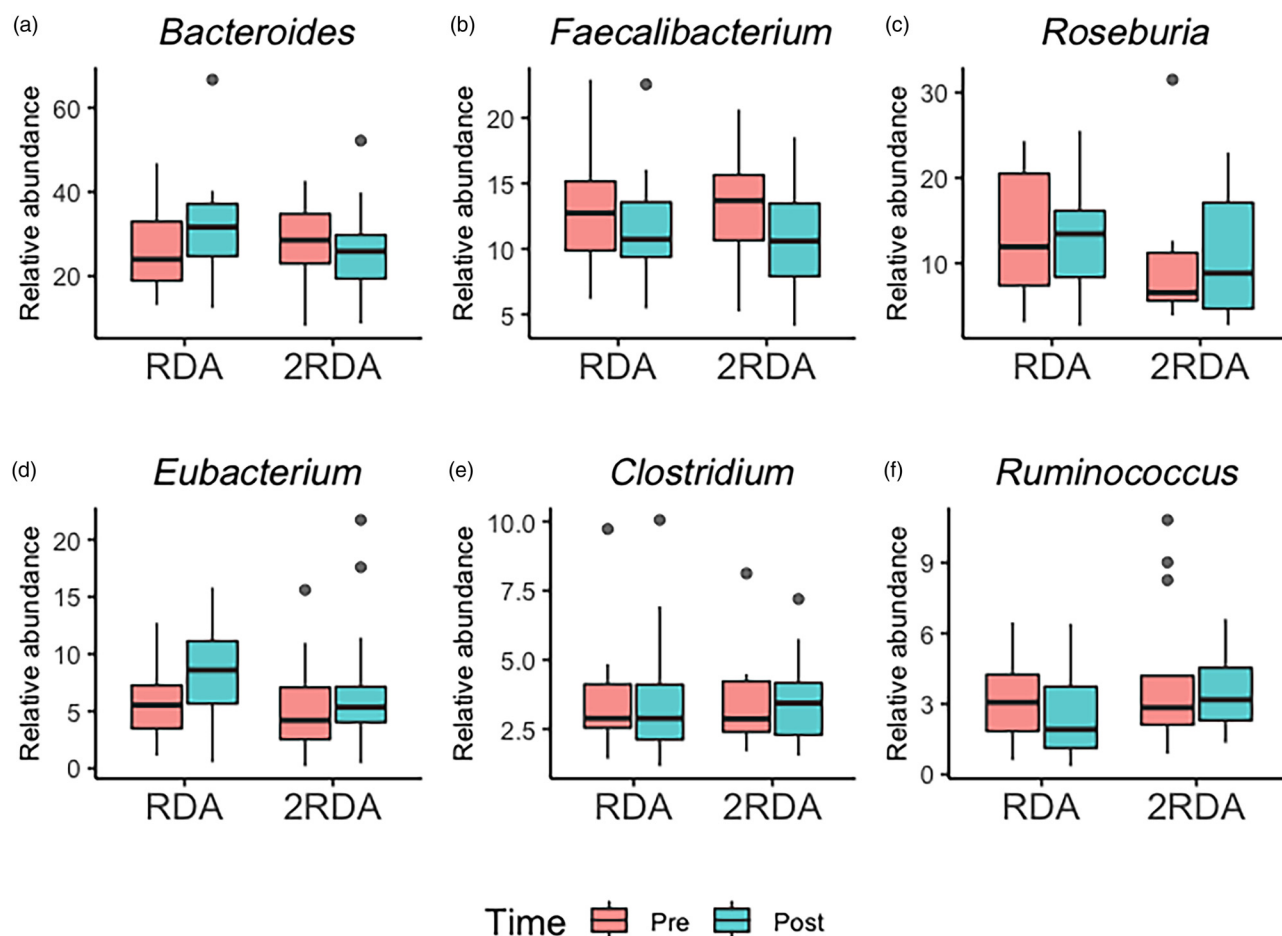 (a) Bacteroides
Relative abundance
60
40
20
RDA 2RDA
(b) Faecalibacterium
Relative abundance
20
15
10
5
RDA 2RDA
(c) Roseburia
Relative abundance
30
20
10
RDA 2RDA
(d) Eubacterium
Relative abundance
20
15
10
5
0
RDA 2RDA
(e) Clostridium
Relative abundance
10.0
7.5
5.0
2.5
RDA 2RDA
(f) Ruminococcus
Relative abundance
9
6
3
0
RDA 2RDA
Time Pre Post